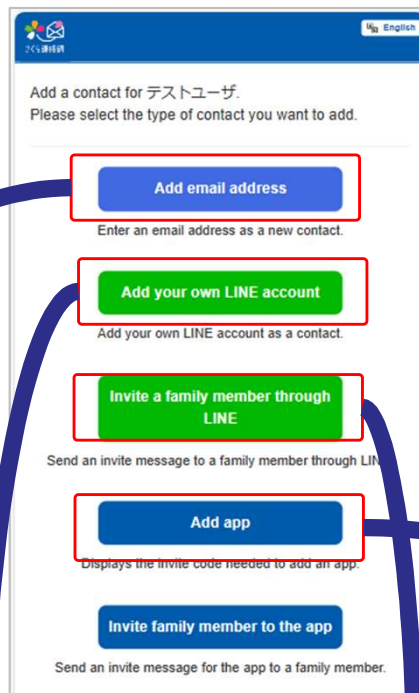 さくら連絡網
English
Add a contact for テストユーザ.
Please select the type of contact you want to add.
Add email address
Enter an email address as a new contact.
Add your own LINE account
Add your own LINE account as a contact.
Invite a family member through
LINE
Send an invite message to a family member through LIN
Add app
Displays the invite code needed to add an app.
Invite family member to the app
Send an invite message for the app to a family member.